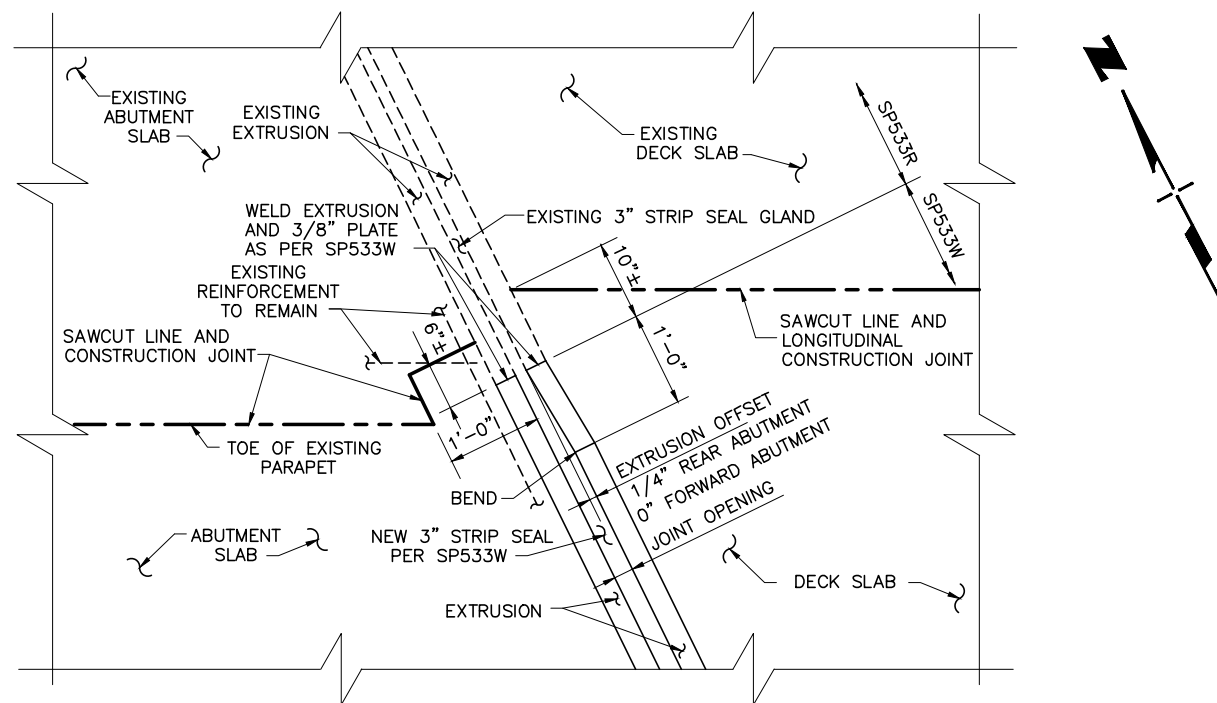 N
EXISTING
ABUTMENT
SLAB
EXISTING
EXTRUSION
EXISTING
DECK SLAB
SP533R
SP533W
WELD EXTRUSION
AND 3/8" PLATE
AS PER SP533W
EXISTING 3" STRIP SEAL GLAND
EXISTING
REINFORCEMENT
TO REMAIN
10"±
6"±
1'-0"
SAWCUT LINE AND
CONSTRUCTION JOINT
SAWCUT LINE AND
LONGITUDINAL
CONSTRUCTION JOINT
1'-0"
TOE OF EXISTING
PARAPET
BEND
EXTRUSION OFFSET
1/4" REAR ABUTMENT
0" FORWARD ABUTMENT
JOINT OPENING
ABUTMENT
SLAB
NEW 3" STRIP SEAL
PER SP533W
DECK SLAB
EXTRUSION